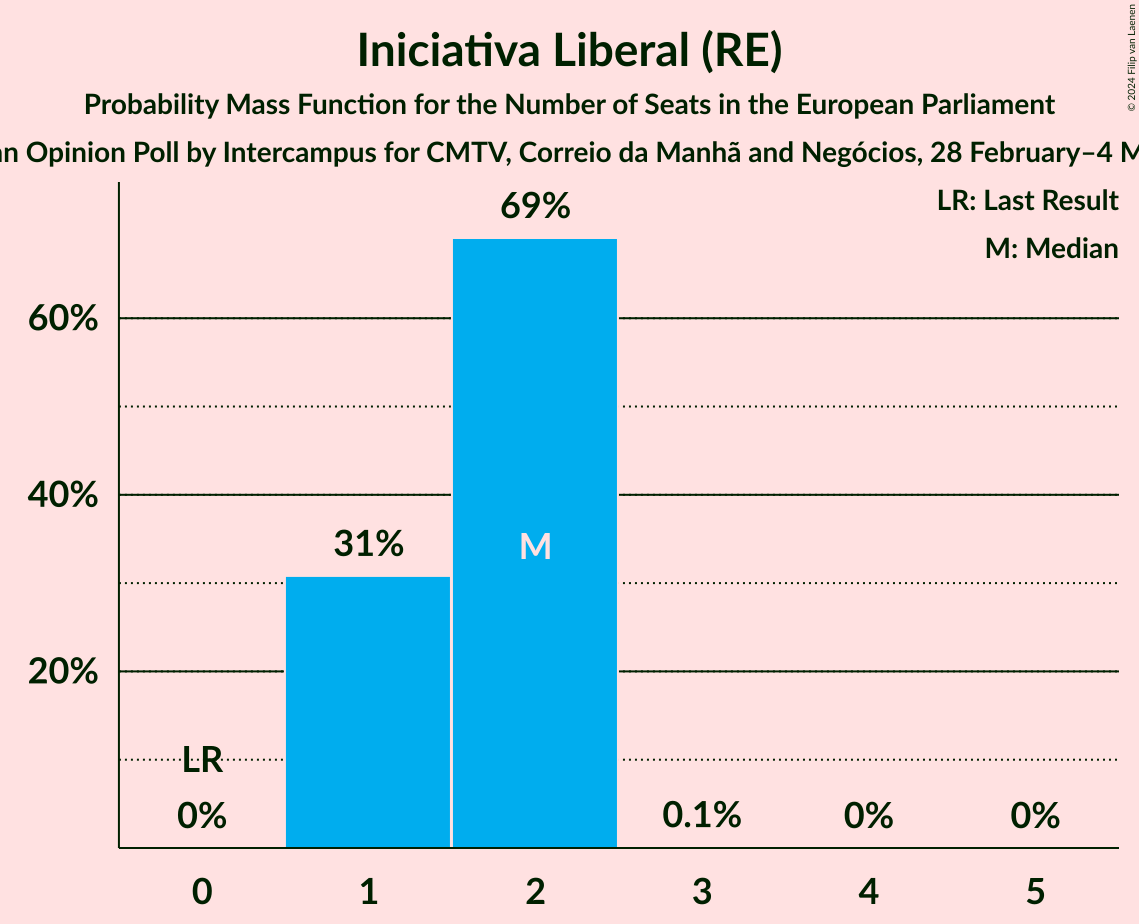 Iniciativa Liberal (RE)
Probability Mass Function for the Number of Seats in the European Parliament
Opinion Poll by Intercampus for CMTV, Correio da Manhã and Negócios, 28 February–4
© 2024 Filip van Laenen
LR: Last Result
M: Median
69%
60%
40%
31%
M
20%
LR
0%
0.1%
0%
0%
0 1 2 3 4 5